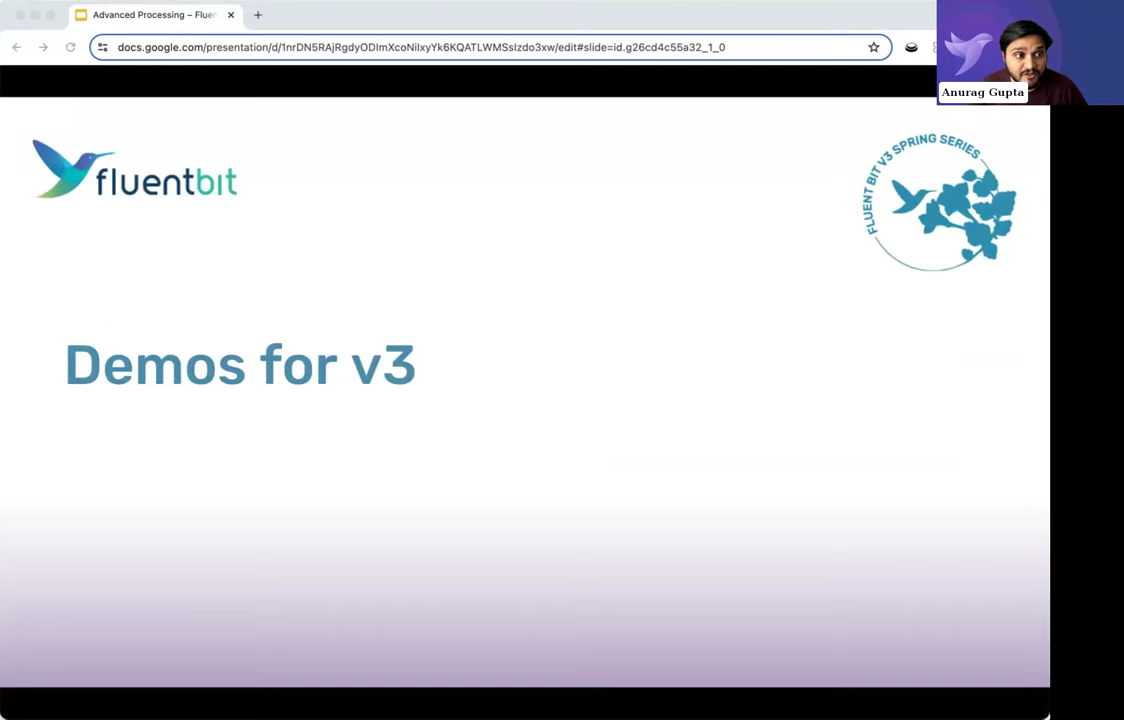 Advanced Processing – Fluen
docs.google.com/presentation/d/1nrDN5RAjRgdyODImXcoNilxyYk6KQATLWMSsIzdo3xw/edit#slide=id.g26cd4c55a32_1_0
Anurag Gupta
fluentbit
FLUENT BIT V3 SPRING SERIES
Demos for v3